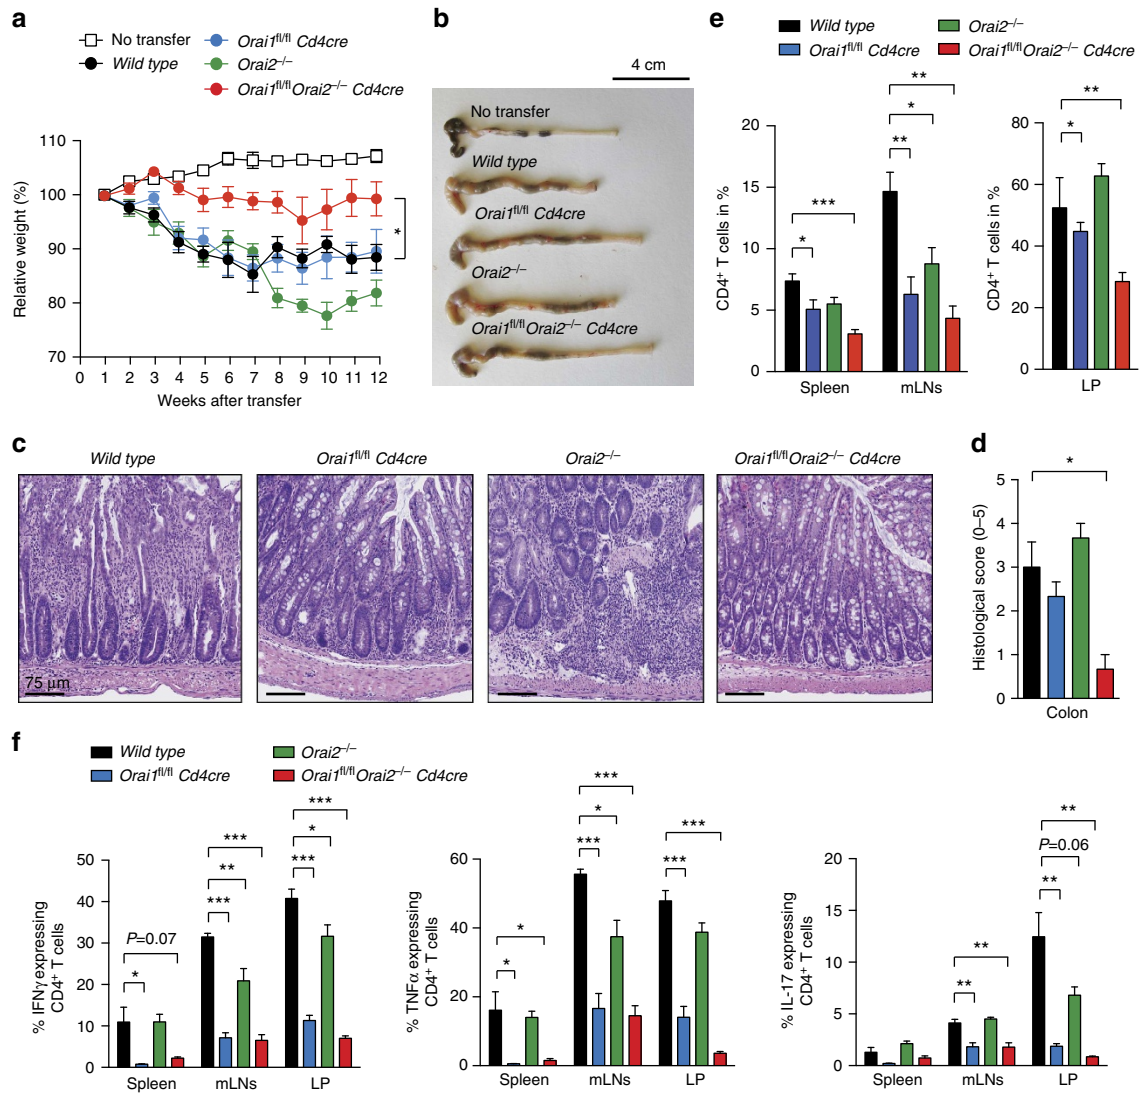 a
No transfer
Wild type
Orai1fl/fl Cd4cre
Orai2–/–
Orai1fl/flOrai2–/– Cd4cre
Relative weight (%)
110
100
90
80
70
*
0 1 2 3 4 5 6 7 8 9 10 11 12
Weeks after transfer
b
4 cm
No transfer
Wild type
Orai1fl/fl Cd4cre
Orai2–/–
Orai1fl/flOrai2–/– Cd4cre
e
Wild type
Orai1fl/fl Cd4cre
Orai2–/–
Orai1fl/flOrai2–/– Cd4cre
CD4+ T cells in %
20
15
10
5
0
*
***
**
*
**
Spleen mLNs
CD4+ T cells in %
80
60
40
20
0
*
**
LP
c
Wild type
Orai1fl/fl Cd4cre
Orai2–/–
Orai1fl/flOrai2–/– Cd4cre
75 μm
d
Histological score (0–5)
5
4
3
2
1
0
*
Colon
f
Wild type
Orai1fl/fl Cd4cre
Orai2–/–
Orai1fl/flOrai2–/– Cd4cre
% IFNγ expressing
CD4+ T cells
50
40
30
20
10
0
P=0.07
*
***
**
***
***
*
***
Spleen mLNs LP
% TNFα expressing
CD4+ T cells
60
40
20
0
*
*
***
*
***
***
***
Spleen mLNs LP
% IL-17 expressing
CD4+ T cells
20
15
10
5
0
**
**
**
P=0.06
**
Spleen mLNs LP